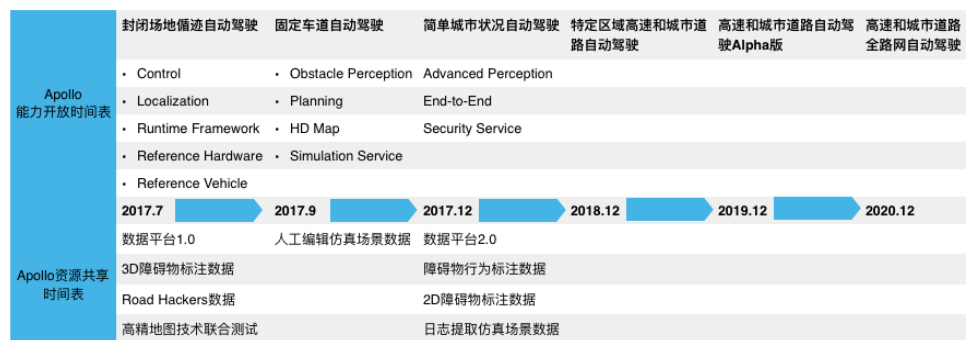 封闭场地循迹自动驾驶 固定车道自动驾驶 简单城市状况自动驾驶 特定区域高速和城市道 高速和城市道路自动驾 高速和城市道路
路自动驾驶 驶Alpha版 全路网自动驾驶
• Control • Obstacle Perception Advanced Perception
Apollo
能力开放时间表
• Localization • Planning End-to-End
• Runtime Framework • HD Map Security Service
• Reference Hardware • Simulation Service
• Reference Vehicle
2017.7 2017.9 2017.12 2018.12 2019.12 2020.12
数据平台1.0 人工编辑仿真场景数据 数据平台2.0
Apollo资源共享
时间表
3D障碍物标注数据 障碍物行为标注数据
Road Hackers数据 2D障碍物标注数据
高精地图技术联合测试 日志提取仿真场景数据